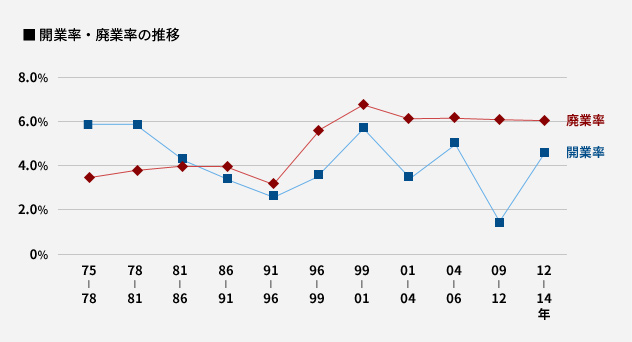 ■ 開業率・廃業率の推移
8.0%
6.0%
4.0%
2.0%
0%
廃業率
開業率
75 78 81 86 91 96 99 01 04 09 12
| | | | | | | | | | |
78 81 86 91 96 99 01 04 06 12 14
年